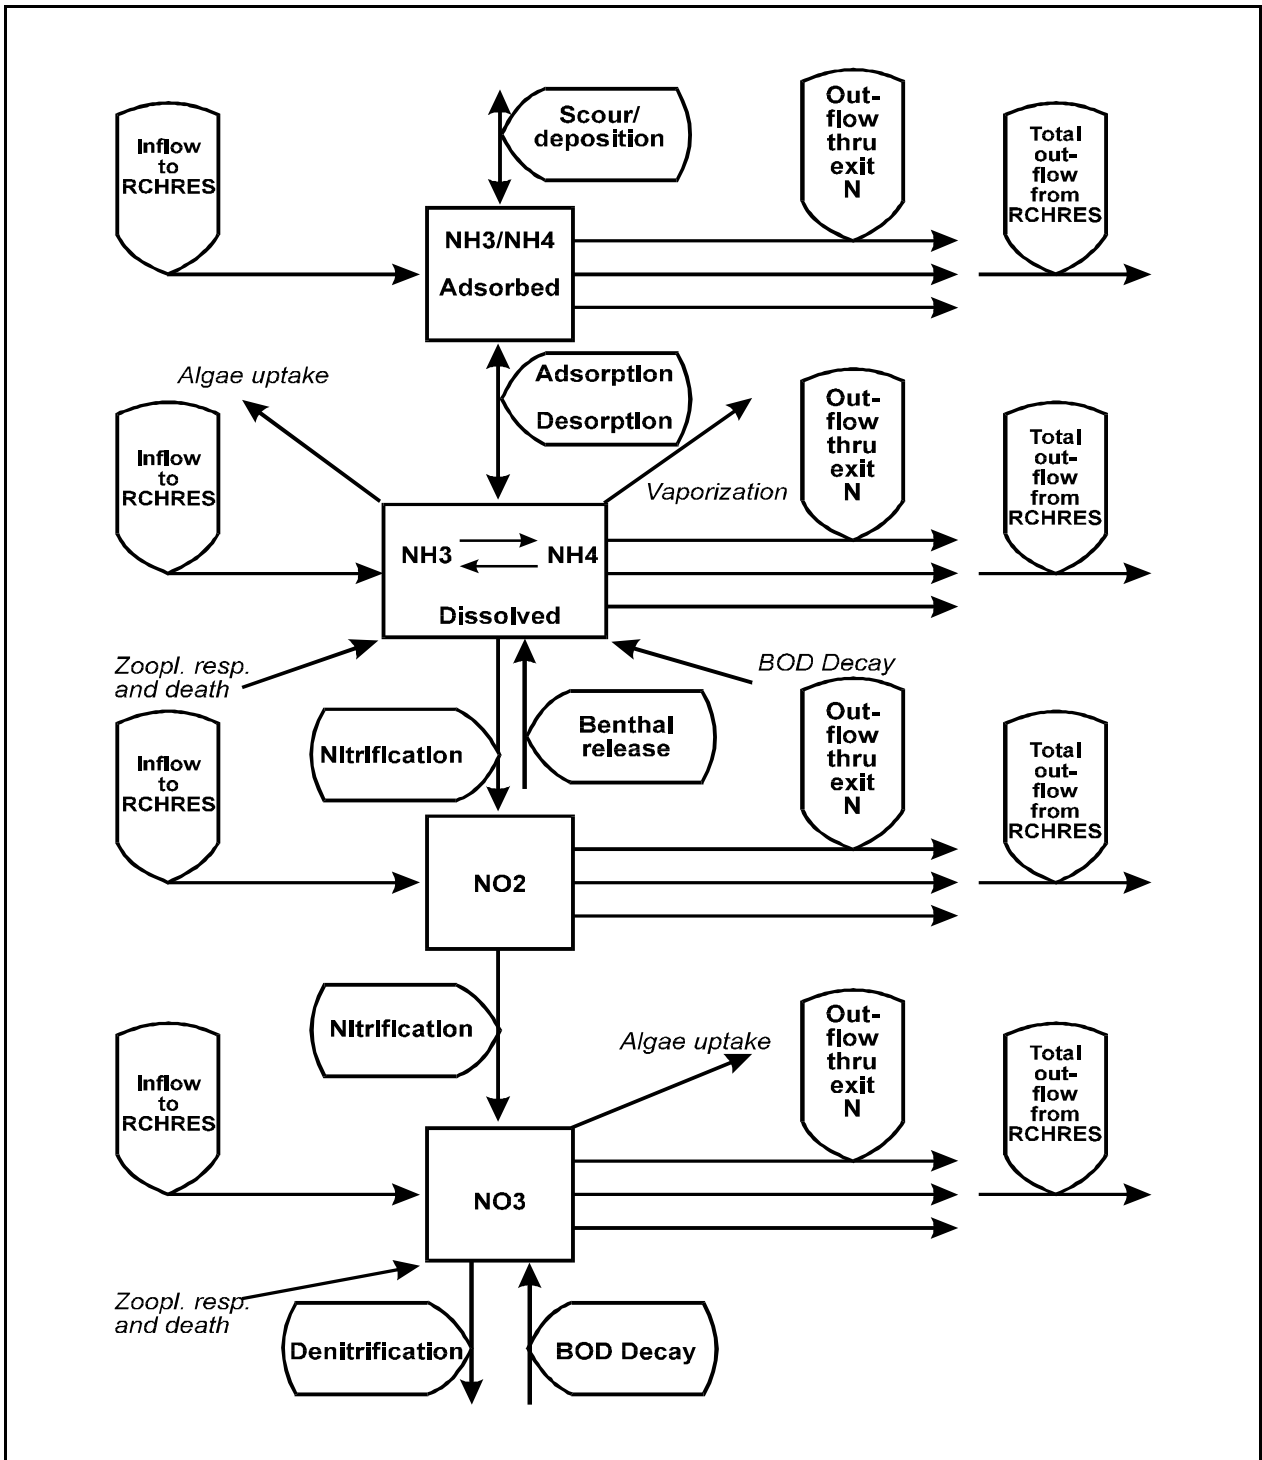 Inflow
to
RCHRES
Scour/
deposition
Out-
flow
thru
exit
N
Total
out-
flow
from
RCHRES
NH3/NH4
Adsorbed
Algae uptake
Adsorption
Desorption
Inflow
to
RCHRES
Vaporization
Out-
flow
thru
exit
N
Total
out-
flow
from
RCHRES
NH3
NH4
Dissolved
Zoopl. resp.
and death
BOD Decay
Nitrification
Benthal
release
Inflow
to
RCHRES
Out-
flow
thru
exit
N
Total
out-
flow
from
RCHRES
NO2
Nitrification
Algae uptake
Inflow
to
RCHRES
Out-
flow
thru
exit
N
Total
out-
flow
from
RCHRES
NO3
Zoopl. resp.
and death
Denitrification
BOD Decay